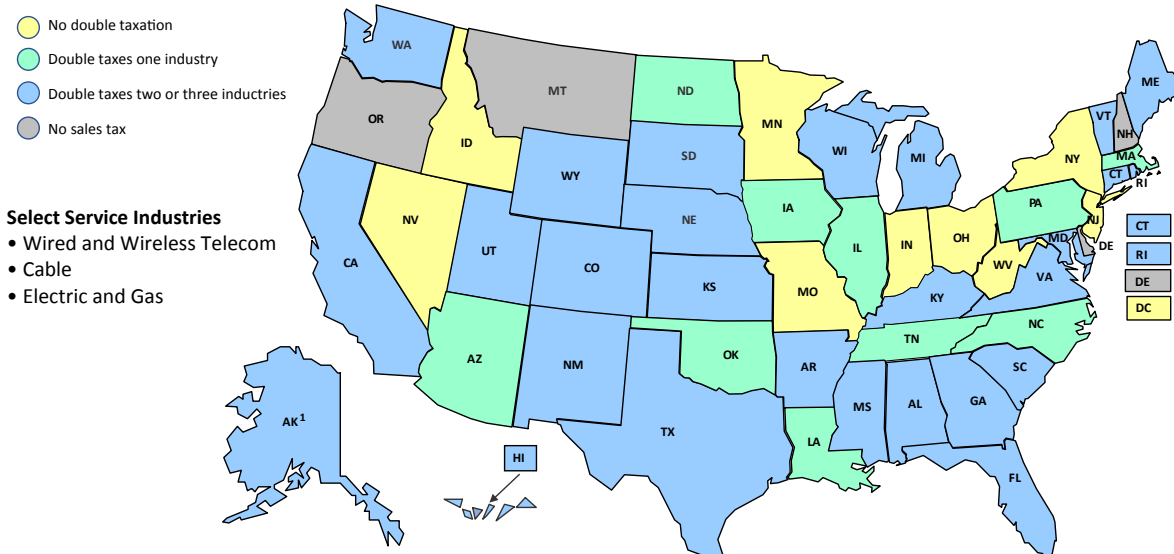 No double taxation
Double taxes one industry
Double taxes two or three inductries
No sales tax
Select Service Industries
• Wired and Wireless Telecom
• Cable
• Electric and Gas
WA
OR
MT
ID
ND
MN
WI
MI
ME
VT
NH
MA
CT
RI
NY
SD
WY
NE
IA
PA
NJ
NV
UT
CO
CA
KS
MO
IL
IN
OH
WV
MD
DE
VA
KY
CT
RI
DE
DC
AZ
NM
OK
AR
TN
NC
SC
TX
LA
MS
AL
GA
FL
AK1
HI